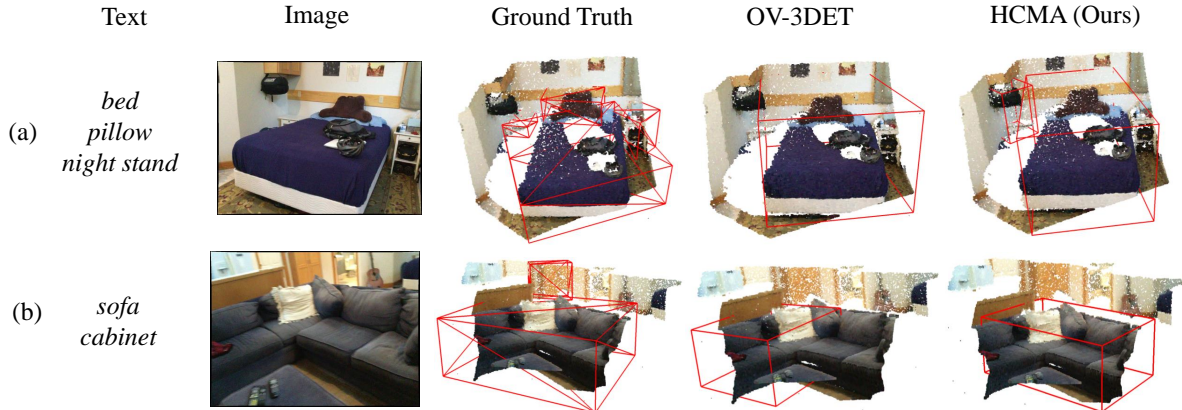 Text Image Ground Truth OV-3DET HCMA (Ours)
(a)
bed
pillow
night stand
(b)
sofa
cabinet